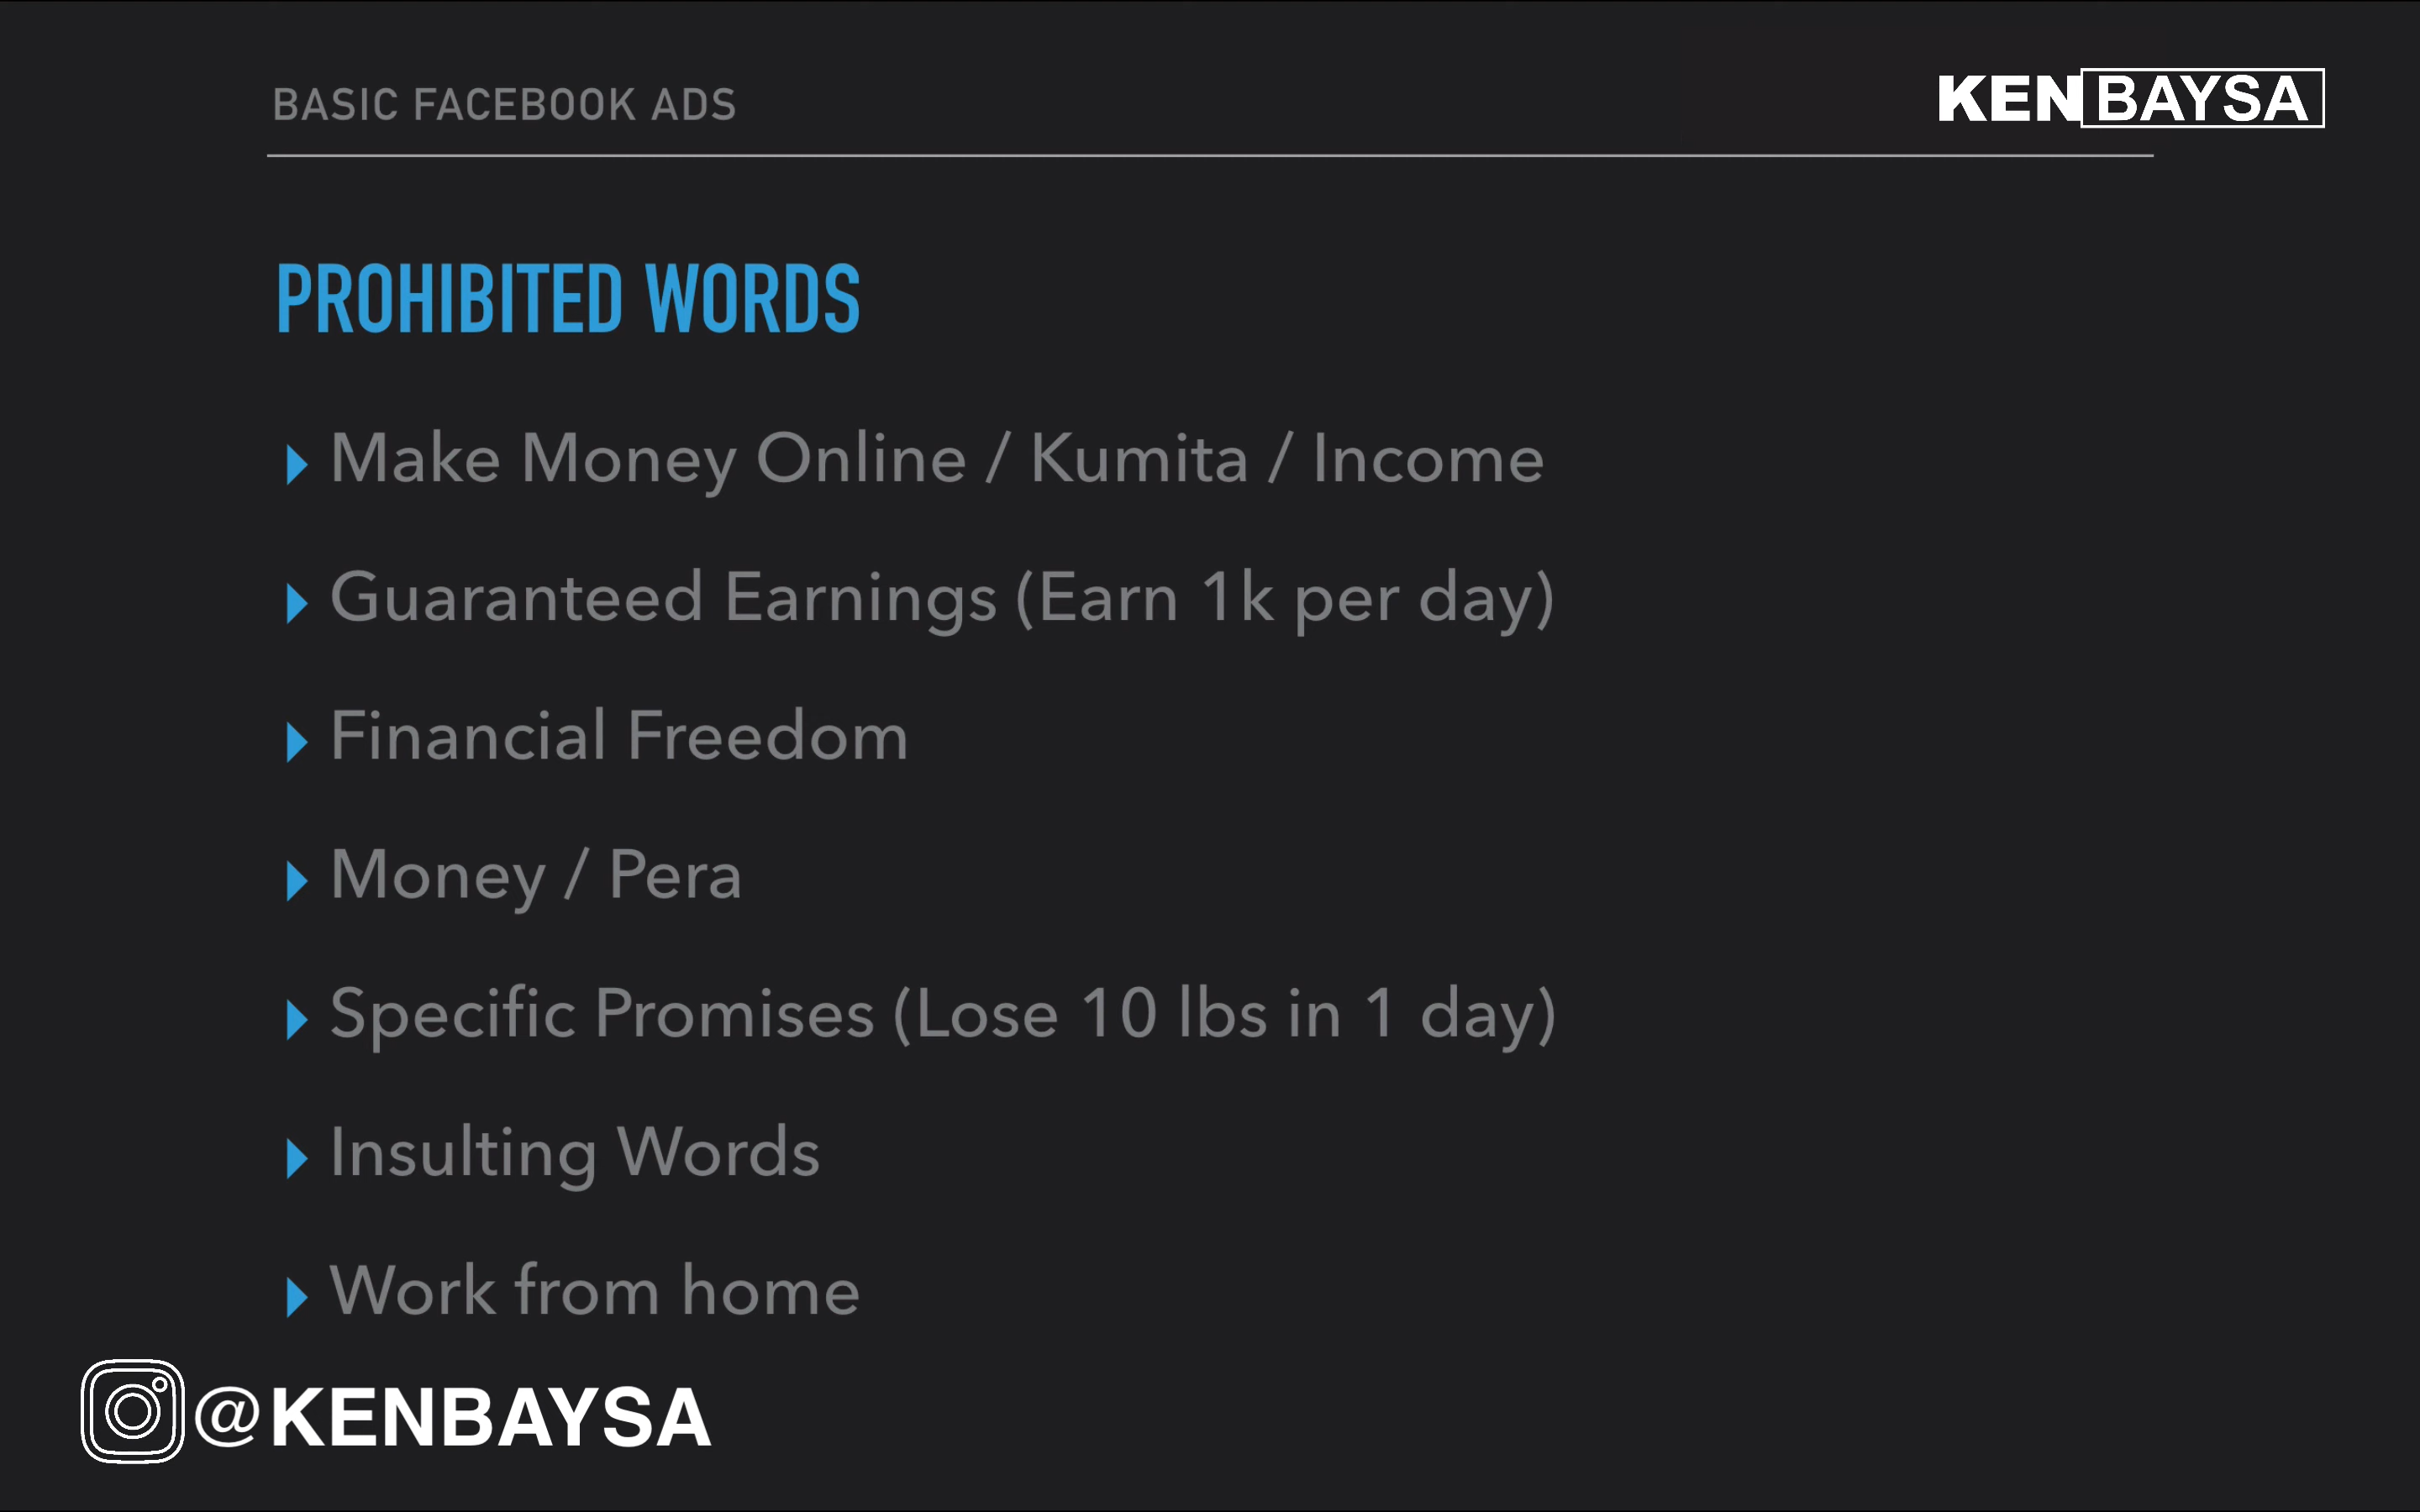 BASIC FACEBOOK ADS
KENBAYSA
PROHIBITED WORDS
Make Money Online / Kumita / Income
Guaranteed Earnings(Earn 1k per day)
Financial Freedom
Money / Pera
Specific Promises(Lose 10 lbs in 1 day)
Insulting Words
Work from home
@KENBAYSA